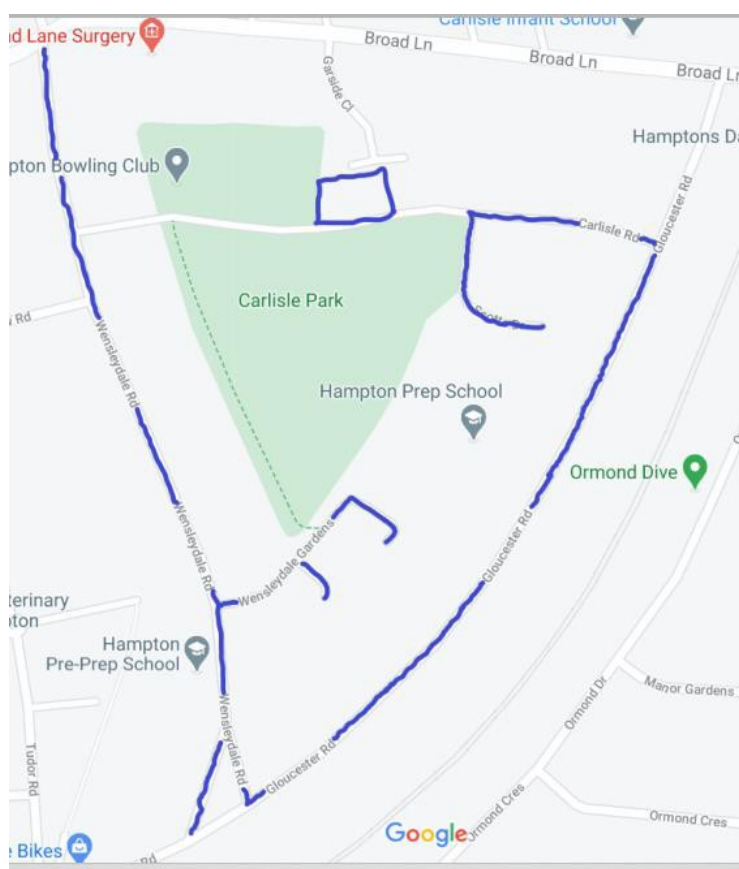 Carlisle Infant School
d Lane Surgery
Broad Ln
Broad Ln
Broad Ln
Garside Cl
Hamptons Da
pton Bowling Club
Carlisle Rd
Gloucester Rd
Carlisle Park
Rd
Wensleydale Rd
Hampton Prep School
Ormond Dive
Wensleydale Rd
Gloucester Rd
Wensleydale Gardens
terinary
pton
Hampton
Pre-Prep School
Manor Gardens
Ormond Dr
Wensleydale Rd
Tudor Rd
Gloucester Rd
Google
Ormond Cres
Ormond Cres
e Bikes
Rd